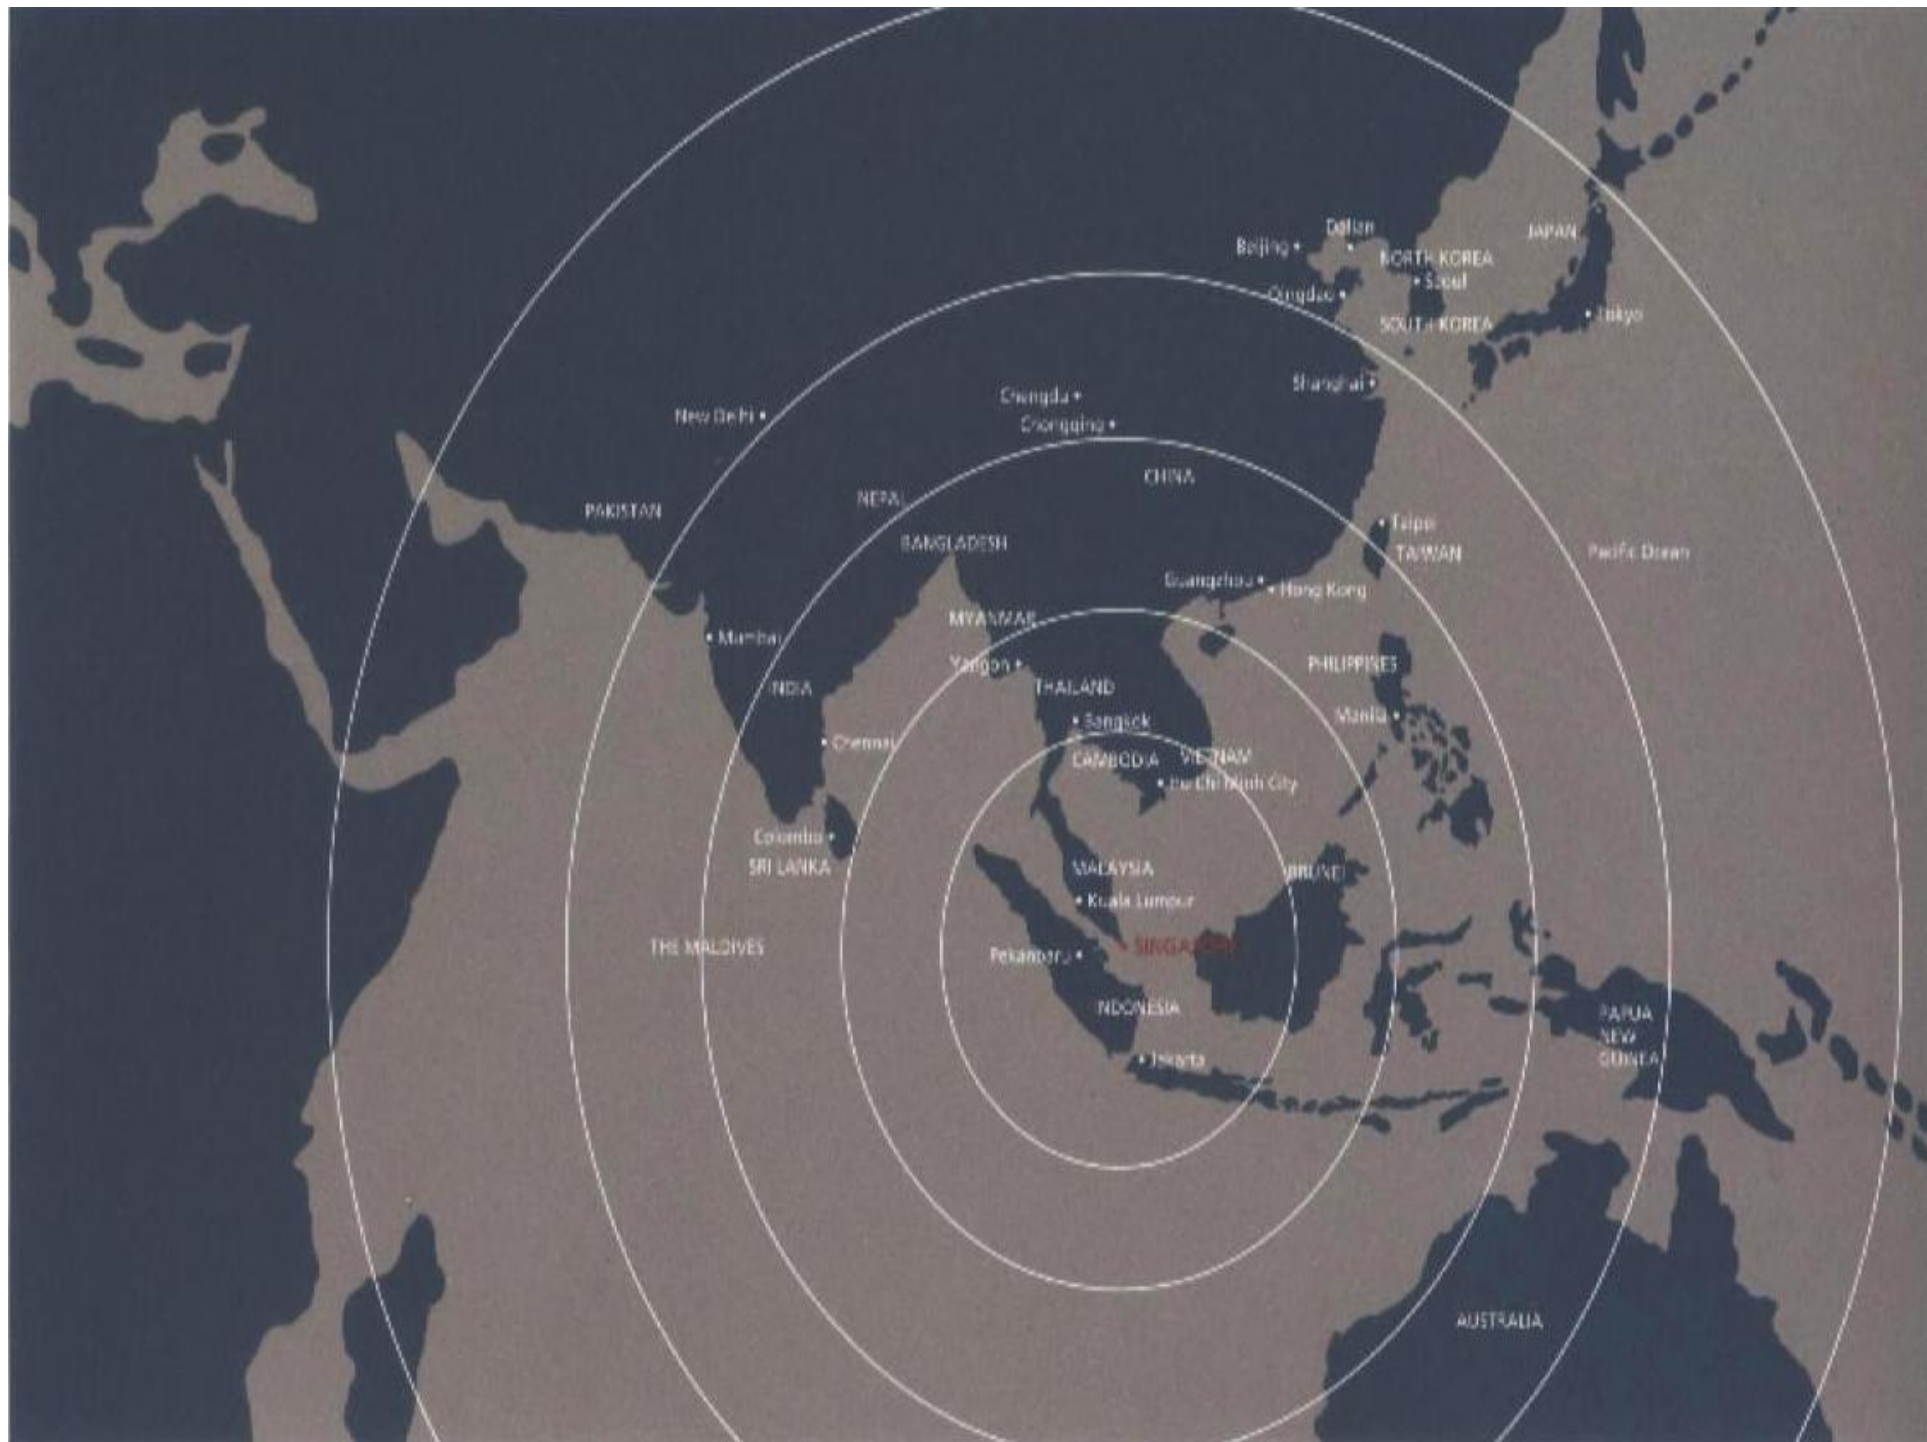 Dalian
JAPAN
Beijing
NORTH KOREA
Seoul
Qingdao
Tokyo
SOUTH KOREA
Shanghai
Chengdu
New Delhi
Chongqing
CHINA
NEPAL
PAKISTAN
Taipei
BANGLADESH
TAIWAN
Pacific Ocean
Guangzhou
Hong Kong
MYANMAR
Mumbai
Yangon
PHILIPPINES
INDIA
THAILAND
Manila
Bangkok
Chennai
CAMBODIA
VIETNAM
Ho Chi Minh City
Colombo
SRI LANKA
MALAYSIA
BRUNEI
Kuala Lumpur
THE MALDIVES
SINGAPORE
Pekanbaru
INDONESIA
PAPUA
NEW
GUINEA
Jakarta
AUSTRALIA